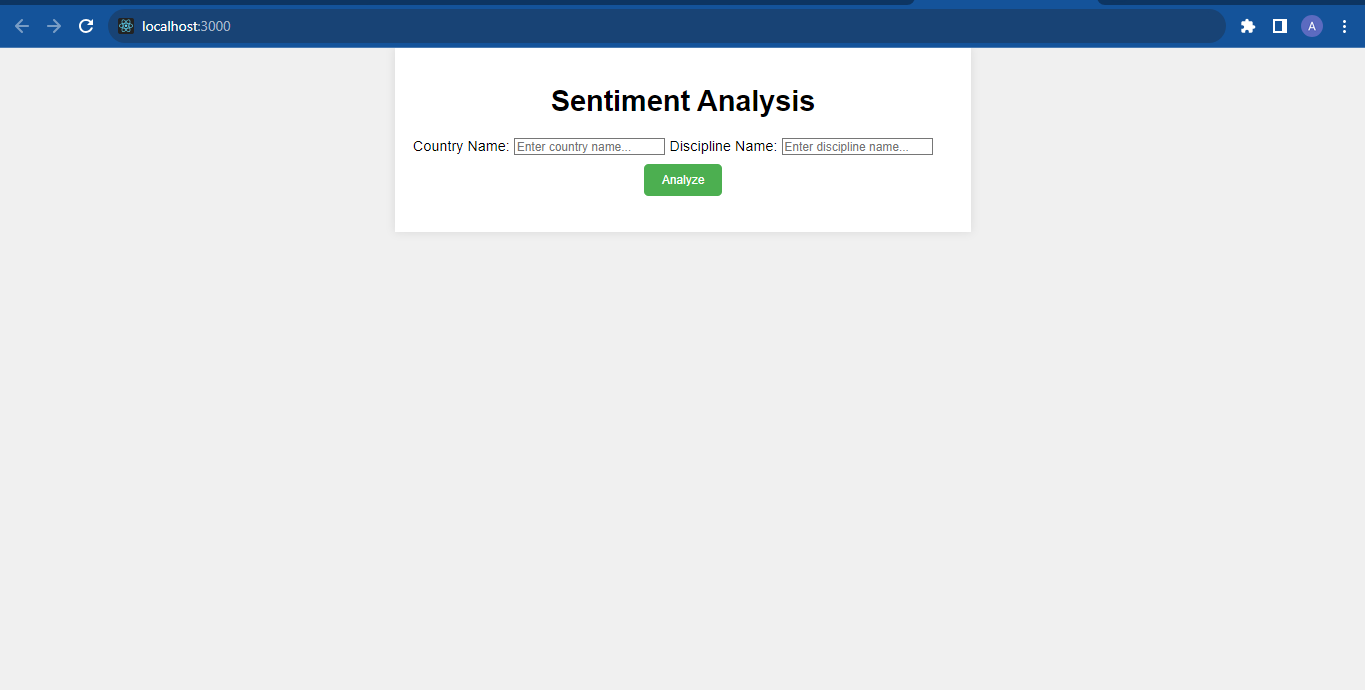 localhost:3000
A
Sentiment Analysis
Country Name: Enter country name... Discipline Name: Enter discipline name...
Analyze